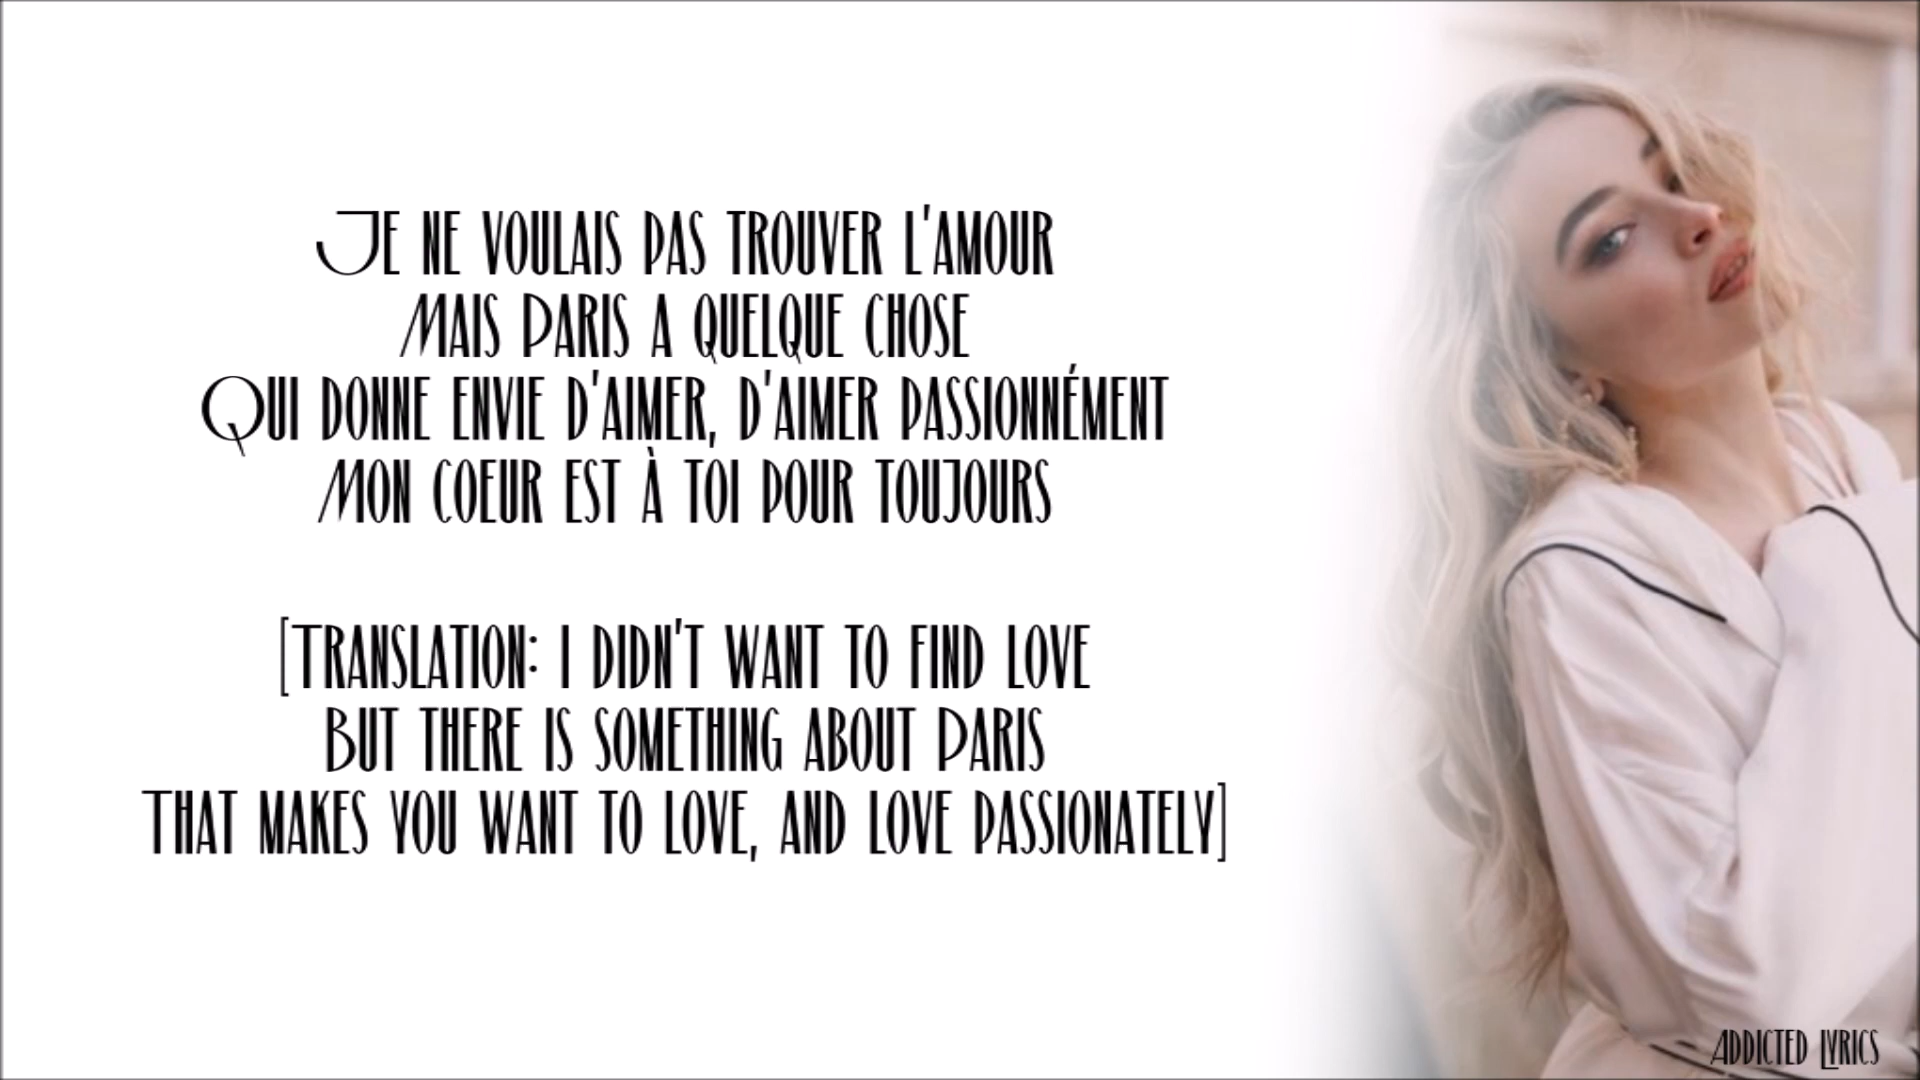 Je ne voulais pas trouver l'amour
Mais Paris a quelque chose
Qui donne envie d'aimer, d'aimer passionnément
Mon coeur est à toi pour toujours
[Translation: I didn't want to find love
But there is something about Paris
That makes you want to love, and love passionately]
Addicted Lyrics